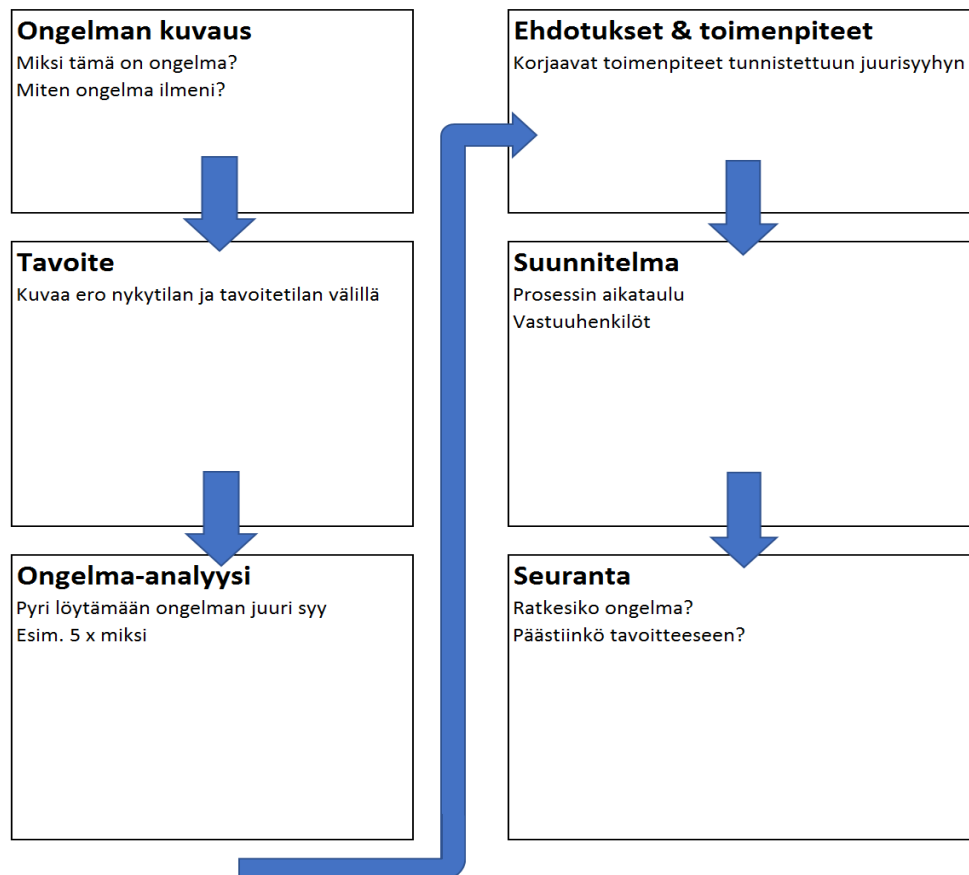 Ongelman kuvaus
Miksi tämä on ongelma?
Miten ongelma ilmeni?
Tavoite
Kuvaa ero nykytilan ja tavoitetilan välillä
Ongelma-analyysi
Pyri löytämään ongelman juuri syy
Esim. 5 x miksi
Ehdotukset & toimenpiteet
Korjaavat toimenpiteet tunnistettuun juurisyyhyn
Suunnitelma
Prosessin aikataulu
Vastuuhenkilöt
Seuranta
Ratkesiko ongelma?
Päästiinkö tavoitteeseen?